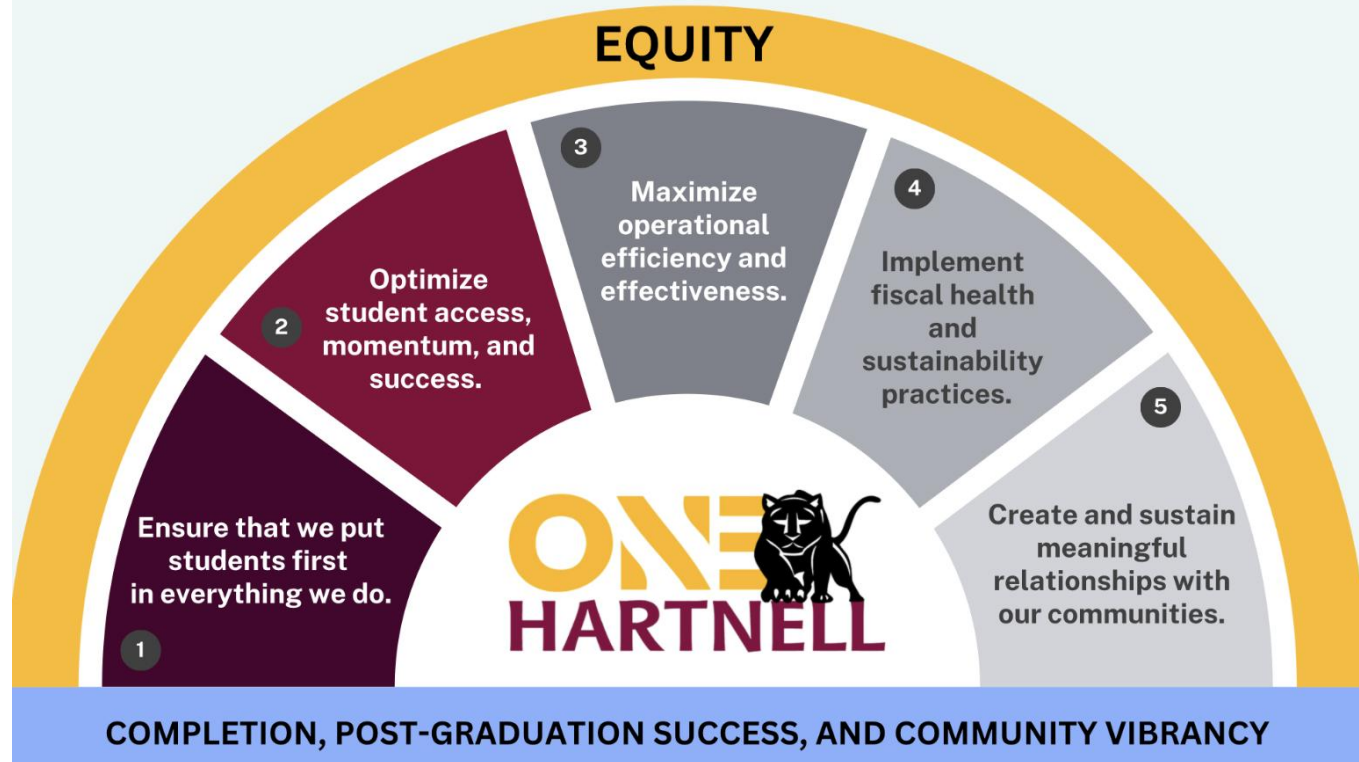 EQUITY
1
Ensure that we put
students first
in everything we do.
2
Optimize
student access,
momentum, and
success.
3
Maximize
operational
efficiency and
effectiveness.
4
Implement
fiscal health
and
sustainability
practices.
5
Create and sustain
meaningful
relationships with
our communities.
ONE
HARTNELL
COMPLETION, POST-GRADUATION SUCCESS, AND COMMUNITY VIBRANCY